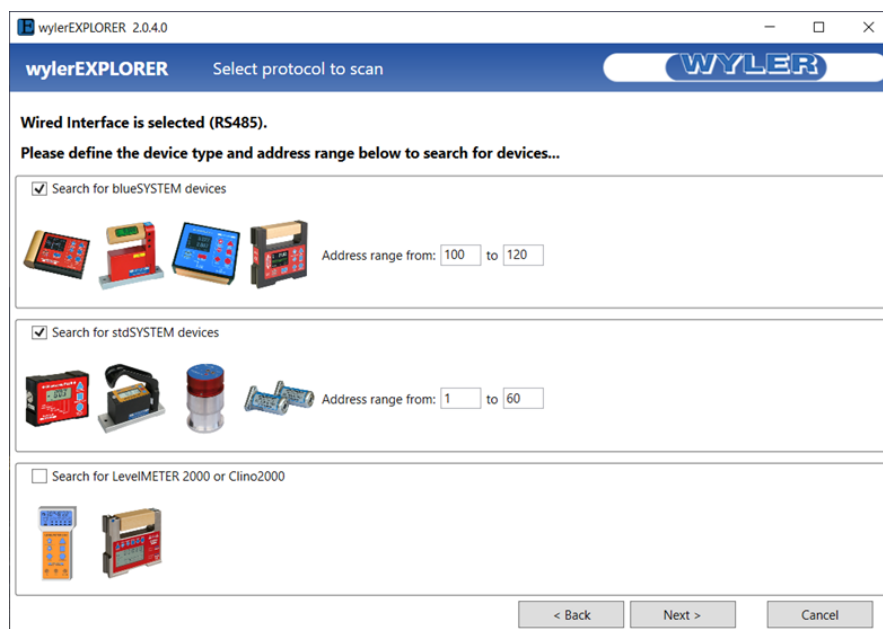 wylerEXPLORER 2.0.4.0
wylerEXPLORER Select protocol to scan WYLER
Wired Interface is selected (RS485).
Please define the device type and address range below to search for devices...
Search for blueSYSTEM devices
Address range from: 100 to 120
Search for stdSYSTEM devices
Address range from: 1 to 60
Search for LevelMETER 2000 or Clino2000
< Back Next > Cancel